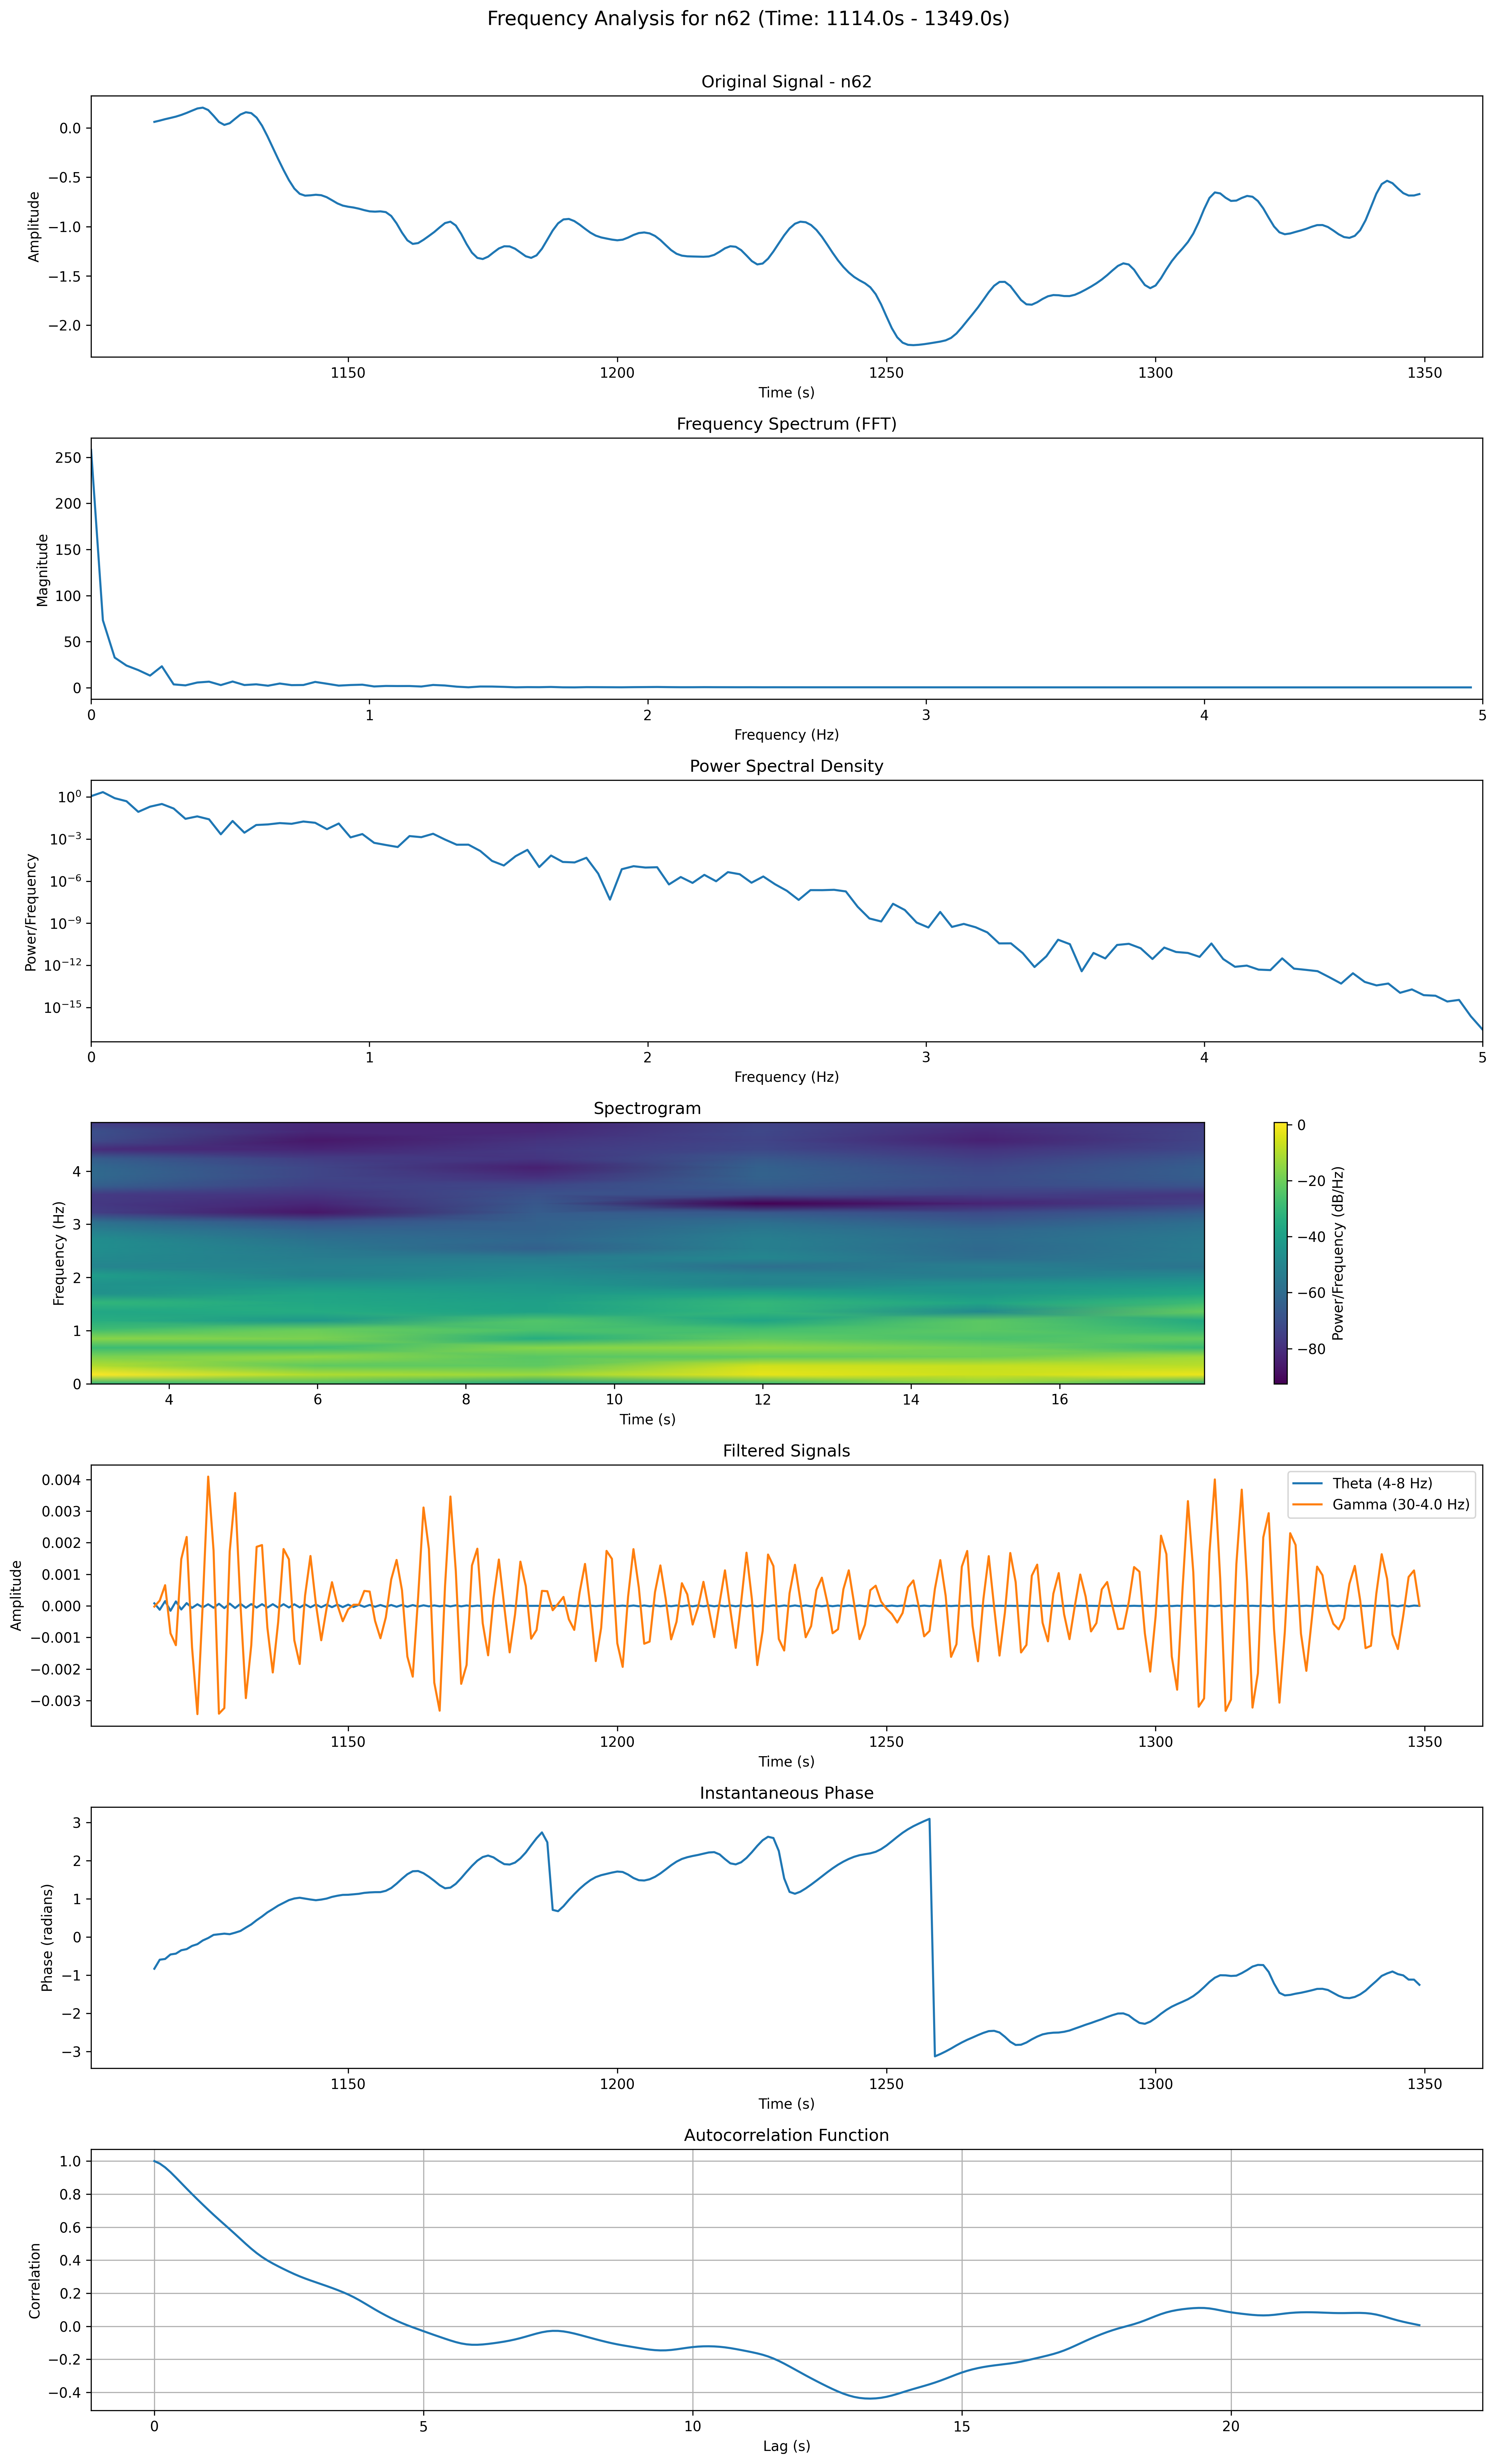 Frequency Analysis for n62 (Time: 1114.0s - 1349.0s)
Original Signal - n62
Amplitude
0.0
−0.5
−1.0
−1.5
−2.0
1150 1200 1250 1300 1350
Time (s)
Frequency Spectrum (FFT)
Magnitude
250
200
150
100
50
0
0 1 2 3 4 5
Frequency (Hz)
Power Spectral Density
Power/Frequency
10⁰
10⁻³
10⁻⁶
10⁻⁹
10⁻¹²
10⁻¹⁵
0 1 2 3 4 5
Frequency (Hz)
Spectrogram
Frequency (Hz)
4
3
2
1
0
4 6 8 10 12 14 16
Time (s)
0
−20
−40
−60
−80
Power/Frequency (dB/Hz)
Filtered Signals
Amplitude
0.004
0.003
0.002
0.001
0.000
−0.001
−0.002
−0.003
Theta (4-8 Hz)
Gamma (30-4.0 Hz)
1150 1200 1250 1300 1350
Time (s)
Instantaneous Phase
Phase (radians)
3
2
1
0
−1
−2
−3
1150 1200 1250 1300 1350
Time (s)
Autocorrelation Function
Correlation
1.0
0.8
0.6
0.4
0.2
0.0
−0.2
−0.4
0 5 10 15 20
Lag (s)